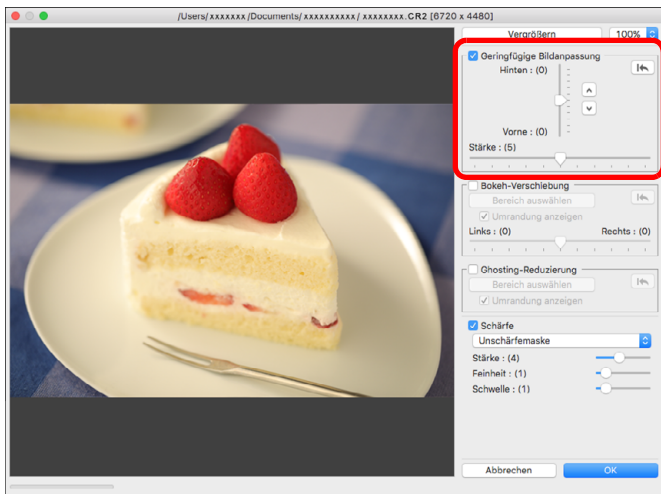 /Users/xxxxxxx/Documents/xxxxxxxxxx/xxxxxxxx.CR2 [6720 x 4480]
Vergrößern 100%
Geringfügige Bildanpassung
Hinten : (0)
Vorne : (0)
Stärke : (5)
Bokeh-Verschiebung
Bereich auswählen
Umrandung anzeigen
Links : (0) Rechts : (0)
Ghosting-Reduzierung
Bereich auswählen
Umrandung anzeigen
Schärfe
Unschärfemaske
Stärke : (4)
Feinheit : (1)
Schwelle : (1)
Abbrechen OK